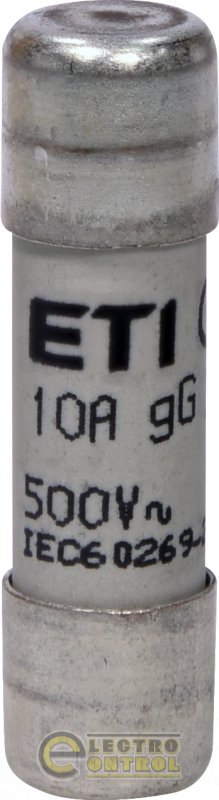 ETI
10A gG
500V~
IEC60269-
ELECTRO
CONTROL